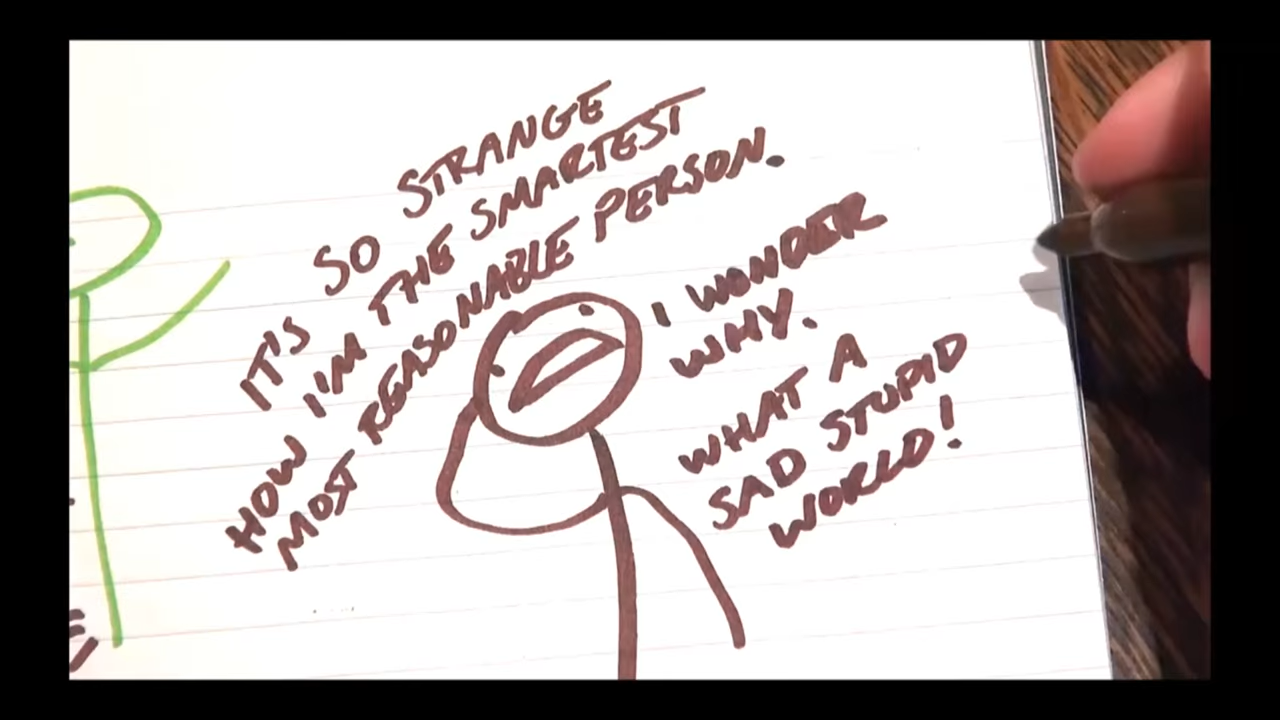 IT'S SO STRANGE
HOW I'M THE SMARTEST
MOST REASONABLE PERSON.
I WONDER
WHY.
WHAT A
SAD STUPID
WORLD!
E